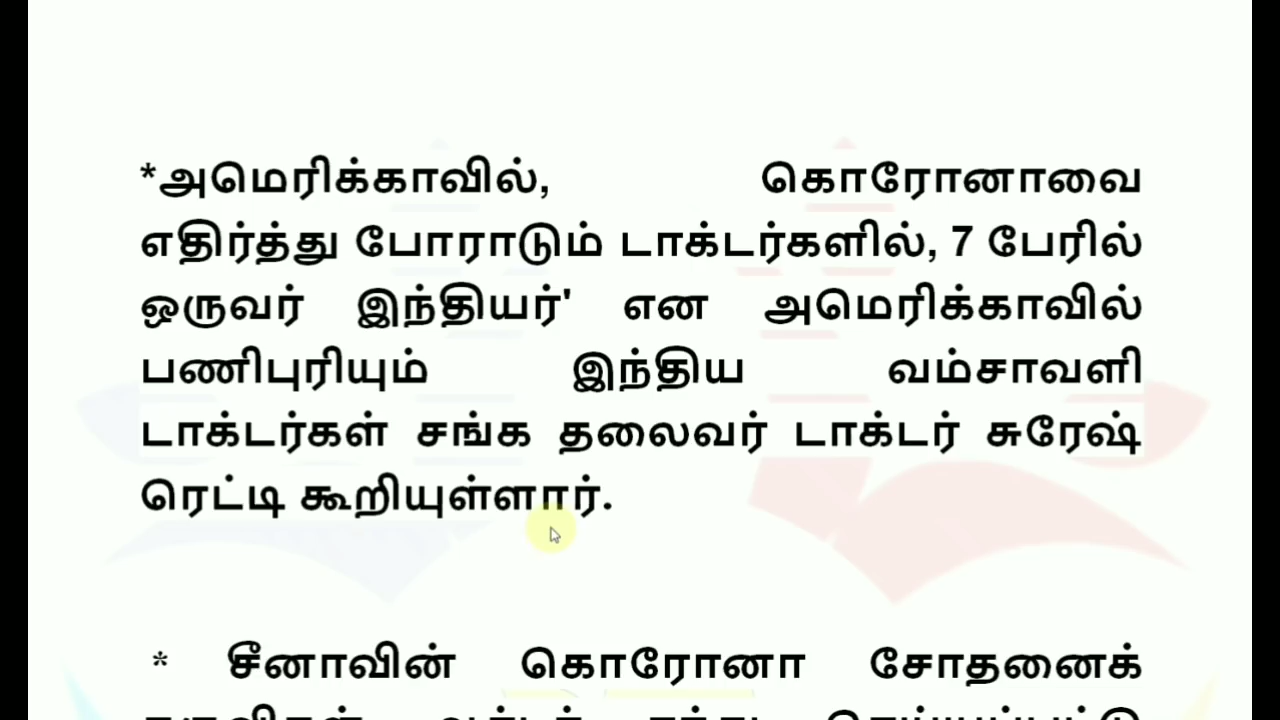 *அமெரிக்காவில், கொரோனாவை
எதிர்த்து போராடும் டாக்டர்களில், 7 பேரில்
ஒருவர் இந்தியர்' என அமெரிக்காவில்
பணிபுரியும் இந்திய வம்சாவளி
டாக்டர்கள் சங்க தலைவர் டாக்டர் சுரேஷ்
ரெட்டி கூறியுள்ளார்.
* சீனாவின் கொரோனா சோதனைக்